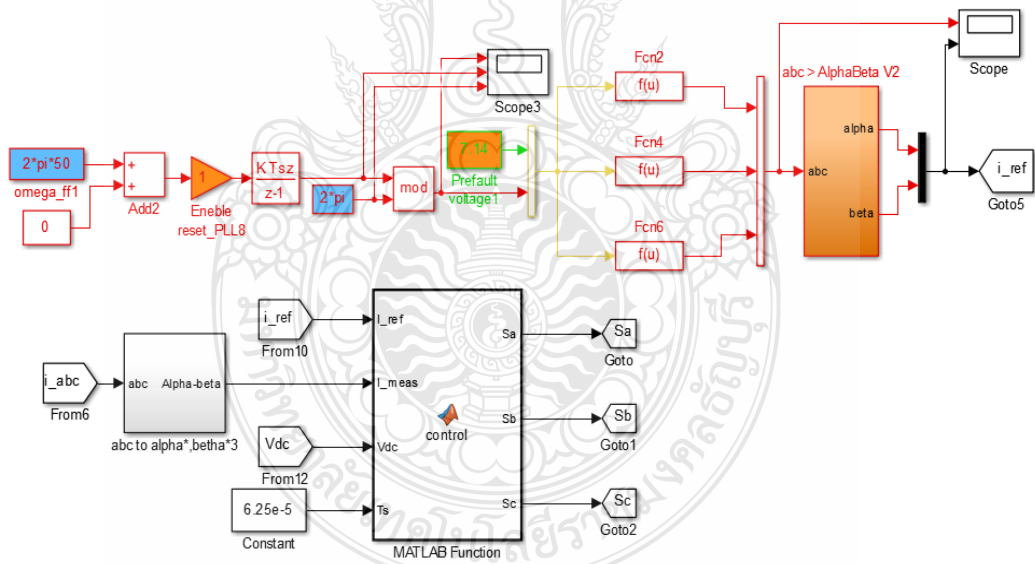 Fcn2
f(u)
abc > AlphaBeta V2
Scope
Scope3
2*pi*50
omega_ff1
+
+
Add2
0
1
Eneble
reset_PLL8
KTsz
z-1
2*pi
mod
7.14
Prefault
voltage1
Fcn4
f(u)
Fcn6
f(u)
abc
alpha
beta
i_ref
Goto5
i_ref
From10
i_abc
From6
abc
Alpha-beta
abc to alpha*,betha*3
Vdc
From12
6.25e-5
Constant
I_ref
I_meas
Vdc
Ts
control
Sa
Sb
Sc
MATLAB Function
Sa
Goto
Sb
Goto1
Sc
Goto2